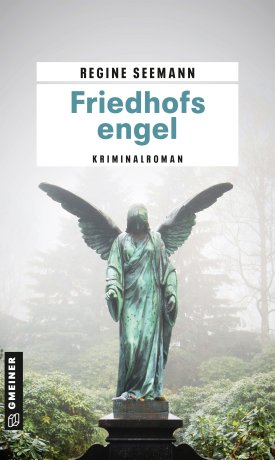 REGINE SEEMANN
Friedhofs
engel
KRIMINALROMAN
GMEINER